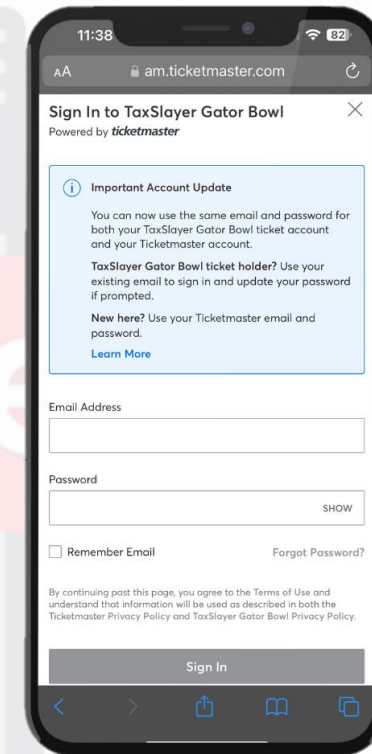 11:38
82
AA am.ticketmaster.com
Sign In to TaxSlayer Gator Bowl
Powered by ticketmaster
Important Account Update
You can now use the same email and password for
both your TaxSlayer Gator Bowl ticket account
and your Ticketmaster account.
TaxSlayer Gator Bowl ticket holder? Use your
existing email to sign in and update your password
if prompted.
New here? Use your Ticketmaster email and
password.
Learn More
Email Address
Password
SHOW
Remember Email Forgot Password?
By continuing past this page, you agree to the Terms of Use and
understand that information will be used as described in both the
Ticketmaster Privacy Policy and TaxSlayer Gator Bowl Privacy Policy.
Sign In